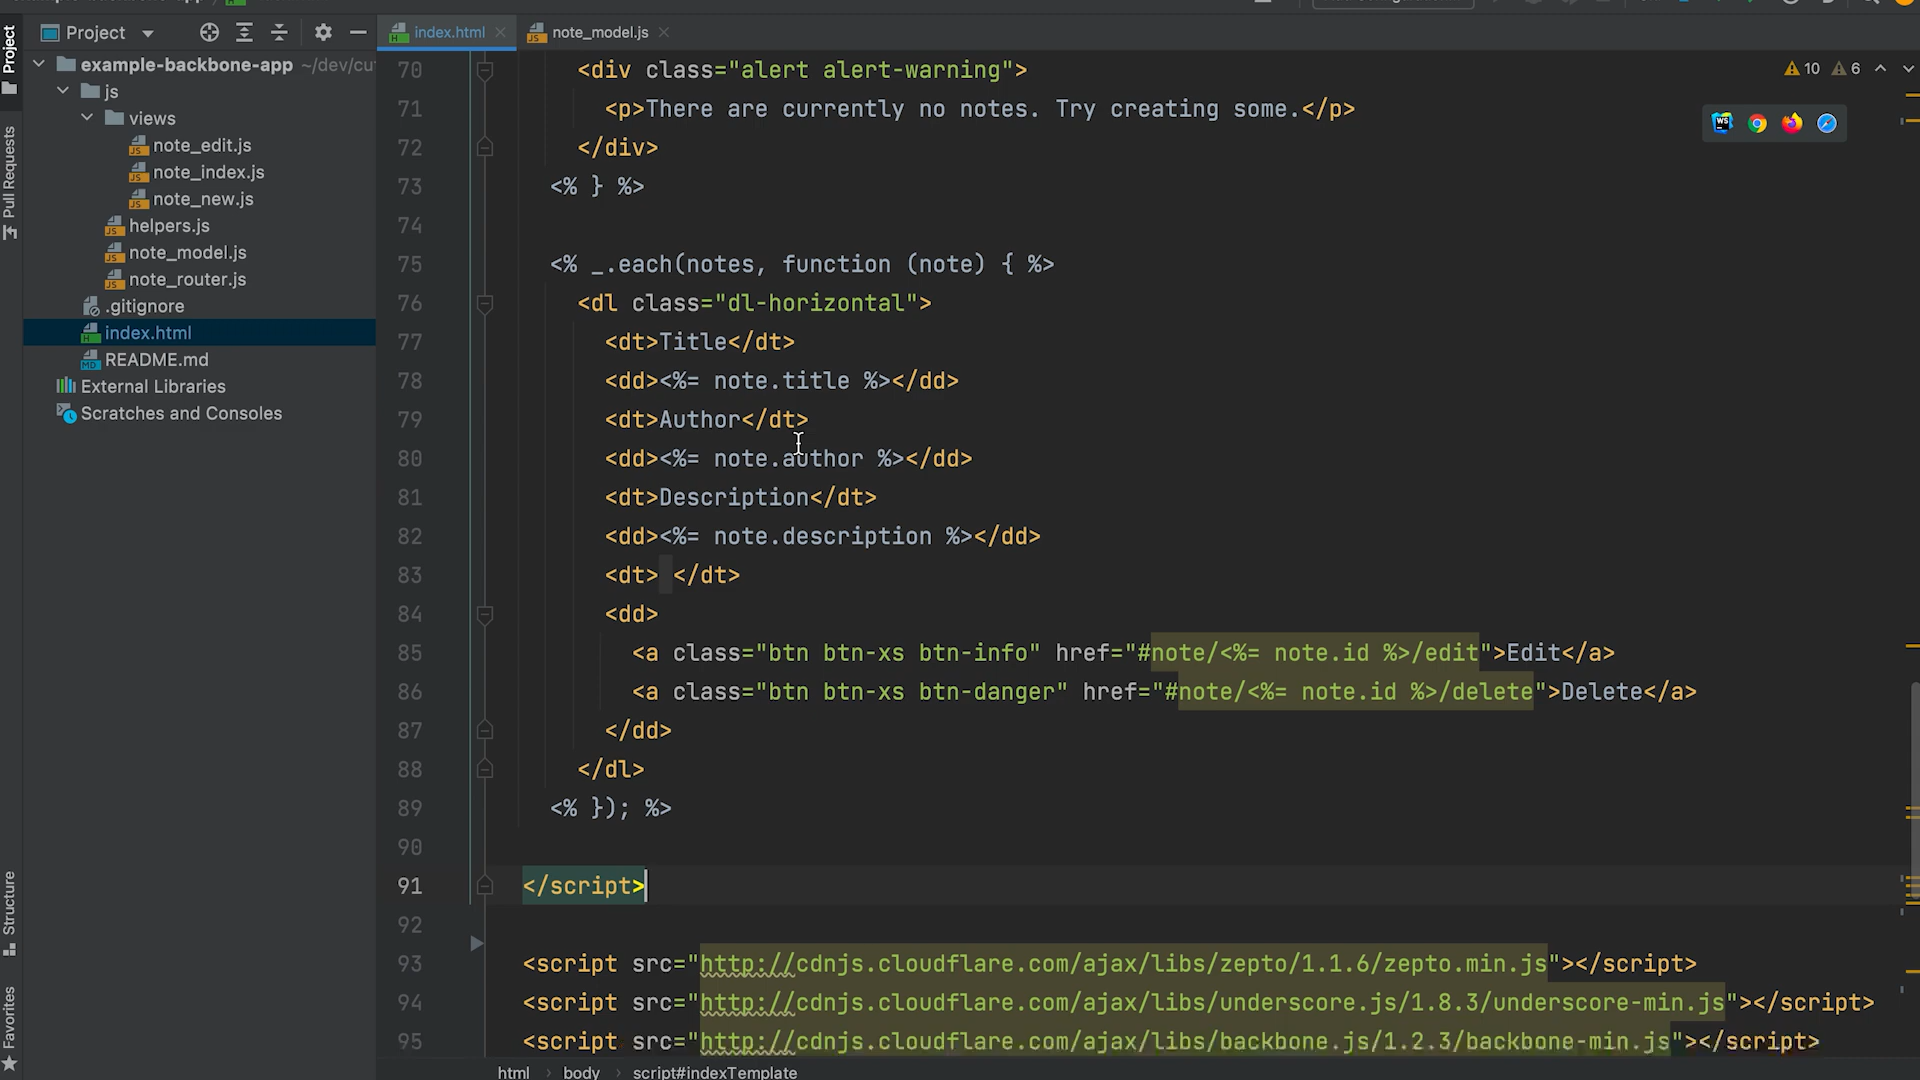 Project
index.html
note_model.js
example-backbone-app ~/dev/cu
js
views
note_edit.js
note_index.js
note_new.js
helpers.js
note_model.js
note_router.js
.gitignore
index.html
README.md
External Libraries
Scratches and Consoles
Project
Pull Requests
Structure
Favorites
10 6
70 <div class="alert alert-warning">
71 <p>There are currently no notes. Try creating some.</p>
72 </div>
73 <% } %>
74
75 <% _.each(notes, function (note) { %>
76 <dl class="dl-horizontal">
77 <dt>Title</dt>
78 <dd><%= note.title %></dd>
79 <dt>Author</dt>
80 <dd><%= note.author %></dd>
81 <dt>Description</dt>
82 <dd><%= note.description %></dd>
83 <dt> </dt>
84 <dd>
85 <a class="btn btn-xs btn-info" href="#note/<%= note.id %>/edit">Edit</a>
86 <a class="btn btn-xs btn-danger" href="#note/<%= note.id %>/delete">Delete</a>
87 </dd>
88 </dl>
89 <% }); %>
90
91 </script>
92
93 <script src="http://cdnjs.cloudflare.com/ajax/libs/zepto/1.1.6/zepto.min.js"></script>
94 <script src="http://cdnjs.cloudflare.com/ajax/libs/underscore.js/1.8.3/underscore-min.js"></script>
95 <script src="http://cdnjs.cloudflare.com/ajax/libs/backbone.js/1.2.3/backbone-min.js"></script>
html › body › script#indexTemplate